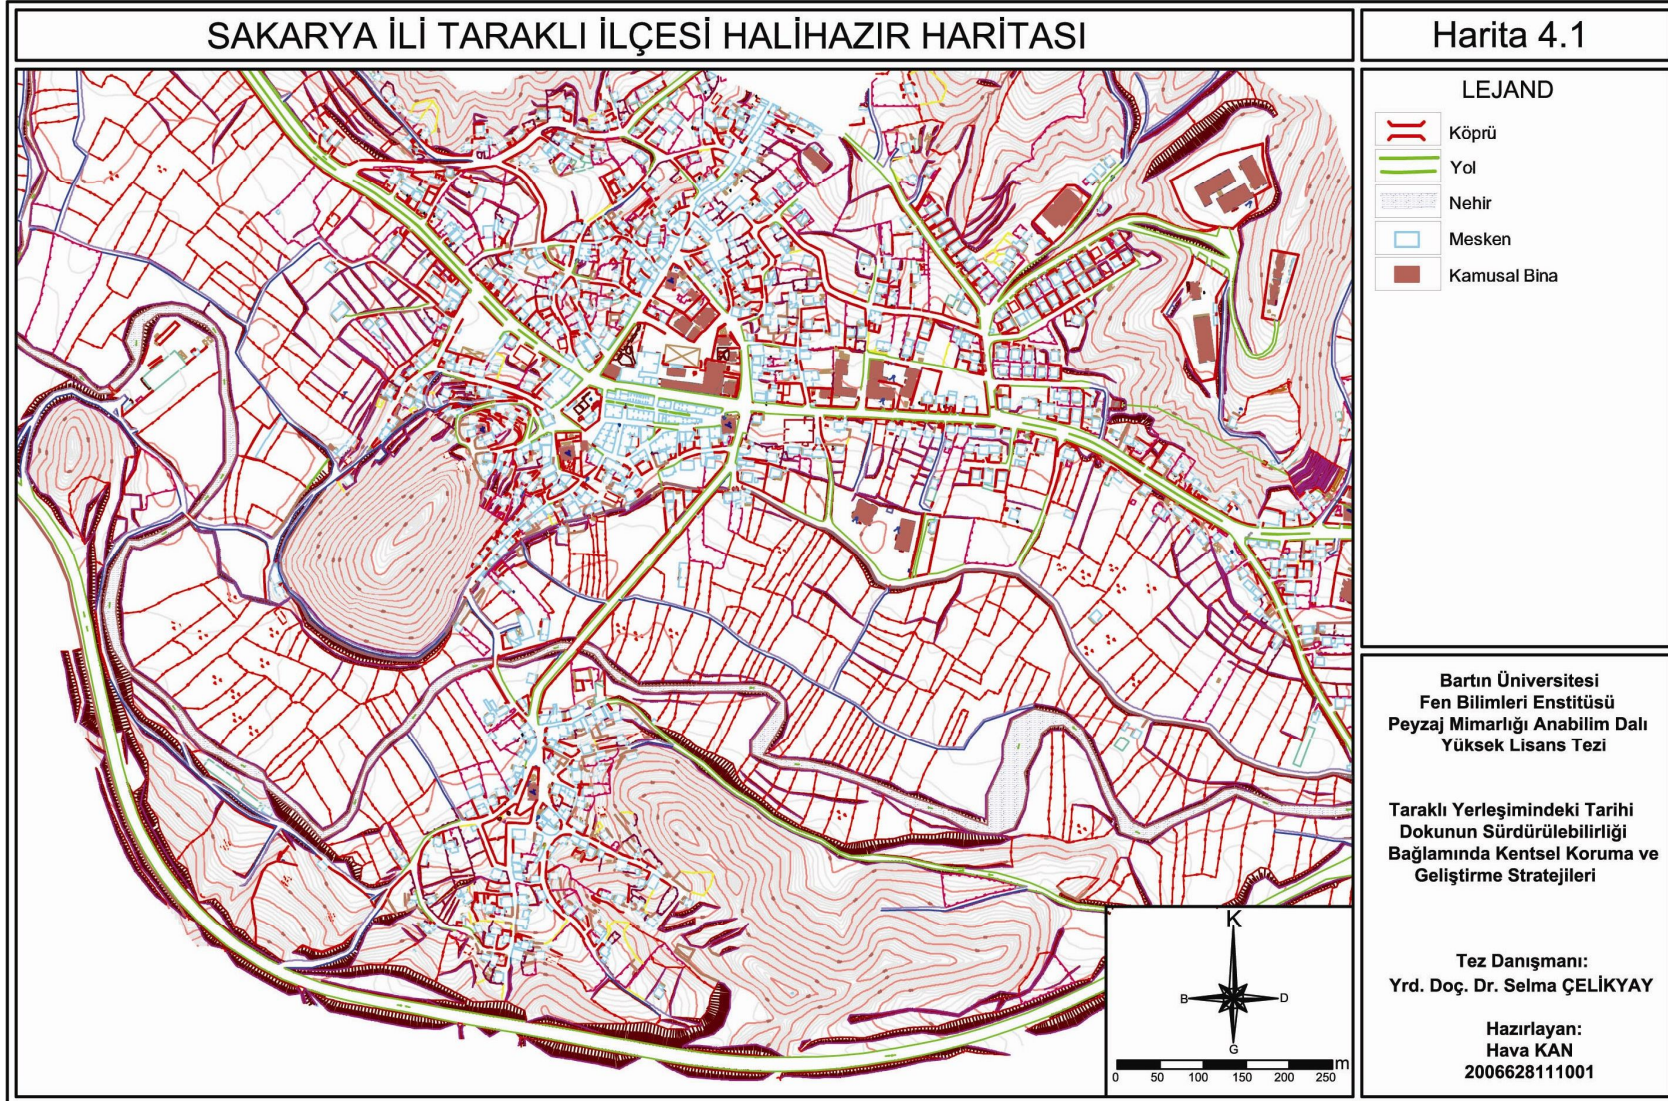 SAKARYA İLİ TARAKLI İLÇESİ HALİHAZIR HARİTASI
Harita 4.1
LEJAND
Köprü
Yol
Nehir
Mesken
Kamusal Bina
Bartın Üniversitesi
Fen Bilimleri Enstitüsü
Peyzaj Mimarlığı Anabilim Dalı
Yüksek Lisans Tezi
Taraklı Yerleşimindeki Tarihi
Dokunun Sürdürülebilirliği
Bağlamında Kentsel Koruma ve
Geliştirme Stratejileri
Tez Danışmanı:
Yrd. Doç. Dr. Selma ÇELİKYAY
Hazırlayan:
Hava KAN
2006628111001
K
B D
G
0 50 100 150 200 250 m